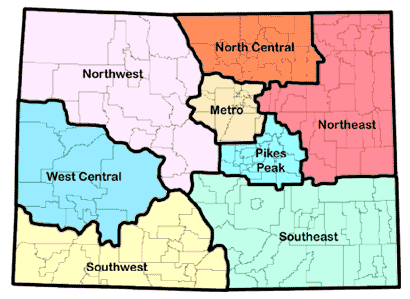 North Central
Northwest
Metro
Northeast
Pikes
Peak
West Central
Southeast
Southwest